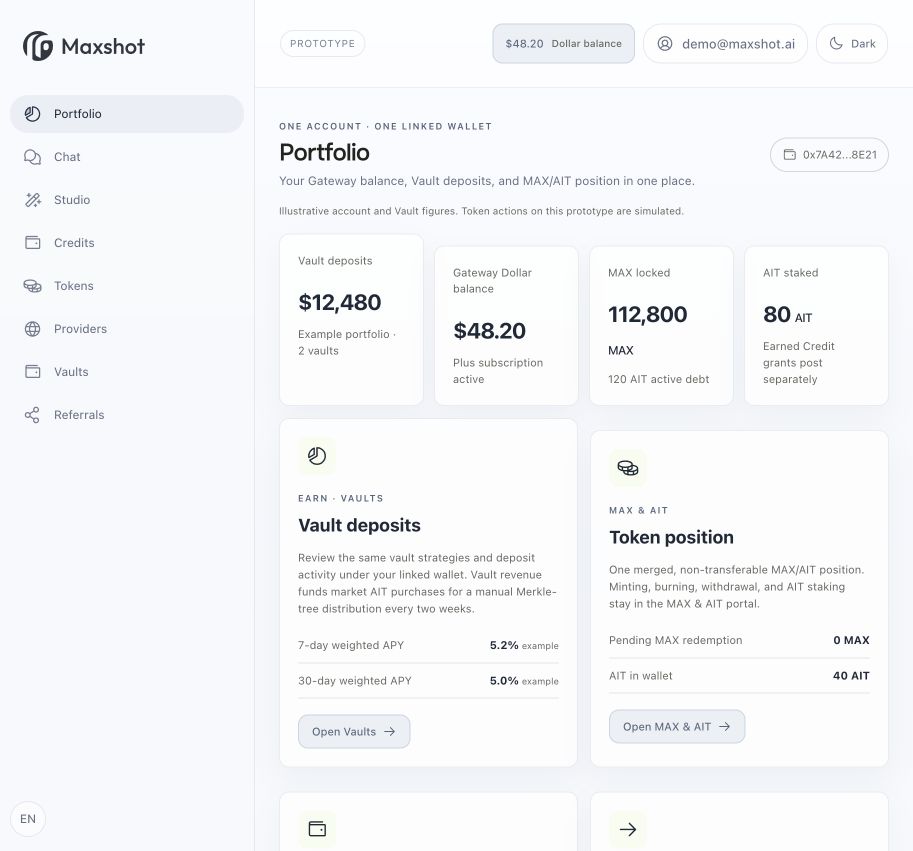 Maxshot
PROTOTYPE
$48.20 Dollar balance
demo@maxshot.ai
Dark
Portfolio
Chat
Studio
Credits
Tokens
Providers
Vaults
Referrals
EN
ONE ACCOUNT · ONE LINKED WALLET
Portfolio
0x7A42...8E21
Your Gateway balance, Vault deposits, and MAX/AIT position in one place.
Illustrative account and Vault figures. Token actions on this prototype are simulated.
Vault deposits
$12,480
Example portfolio ·
2 vaults
Gateway Dollar
balance
$48.20
Plus subscription
active
MAX locked
112,800
MAX
120 AIT active debt
AIT staked
80 AIT
Earned Credit
grants post
separately
EARN · VAULTS
Vault deposits
Review the same vault strategies and deposit
activity under your linked wallet. Vault revenue
funds market AIT purchases for a manual Merkle-
tree distribution every two weeks.
7-day weighted APY 5.2% example
30-day weighted APY 5.0% example
Open Vaults →
MAX & AIT
Token position
One merged, non-transferable MAX/AIT position.
Minting, burning, withdrawal, and AIT staking
stay in the MAX & AIT portal.
Pending MAX redemption 0 MAX
AIT in wallet 40 AIT
Open MAX & AIT →